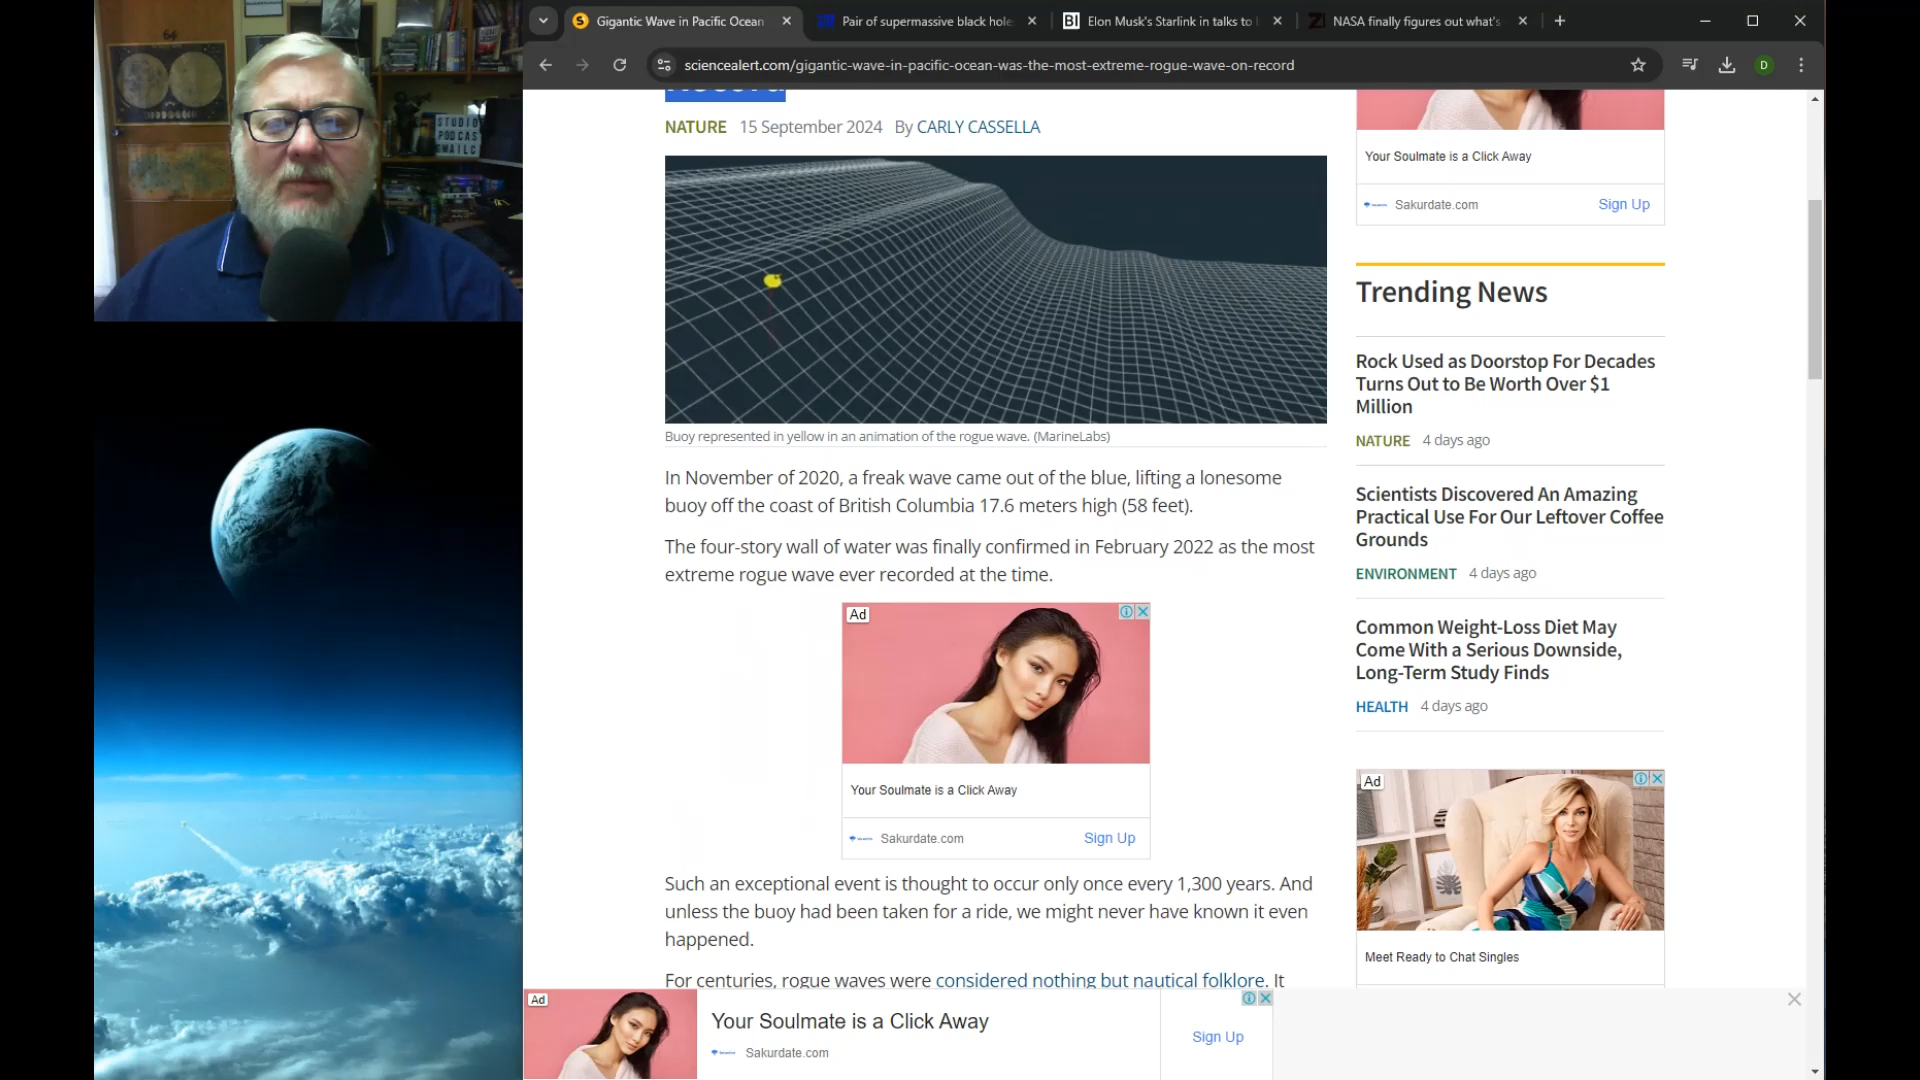 64
STUDIO
PODCAS
Gigantic Wave in Pacific Ocean
Pair of supermassive black hole
BI
Elon Musk's Starlink in talks to
NASA finally figures out what's
sciencealert.com/gigantic-wave-in-pacific-ocean-was-the-most-extreme-rogue-wave-on-record
D
Record
NATURE 15 September 2024 By CARLY CASSELLA
Buoy represented in yellow in an animation of the rogue wave. (MarineLabs)
In November of 2020, a freak wave came out of the blue, lifting a lonesome
buoy off the coast of British Columbia 17.6 meters high (58 feet).
The four-story wall of water was finally confirmed in February 2022 as the most
extreme rogue wave ever recorded at the time.
Ad
Your Soulmate is a Click Away
Sakurdate.com
Sign Up
Such an exceptional event is thought to occur only once every 1,300 years. And
unless the buoy had been taken for a ride, we might never have known it even
happened.
For centuries, rogue waves were considered nothing but nautical folklore. It
Your Soulmate is a Click Away
Sakurdate.com
Sign Up
Trending News
Rock Used as Doorstop For Decades
Turns Out to Be Worth Over $1
Million
NATURE 4 days ago
Scientists Discovered An Amazing
Practical Use For Our Leftover Coffee
Grounds
ENVIRONMENT 4 days ago
Common Weight-Loss Diet May
Come With a Serious Downside,
Long-Term Study Finds
HEALTH 4 days ago
Ad
Meet Ready to Chat Singles
Ad
Your Soulmate is a Click Away
Sakurdate.com
Sign Up